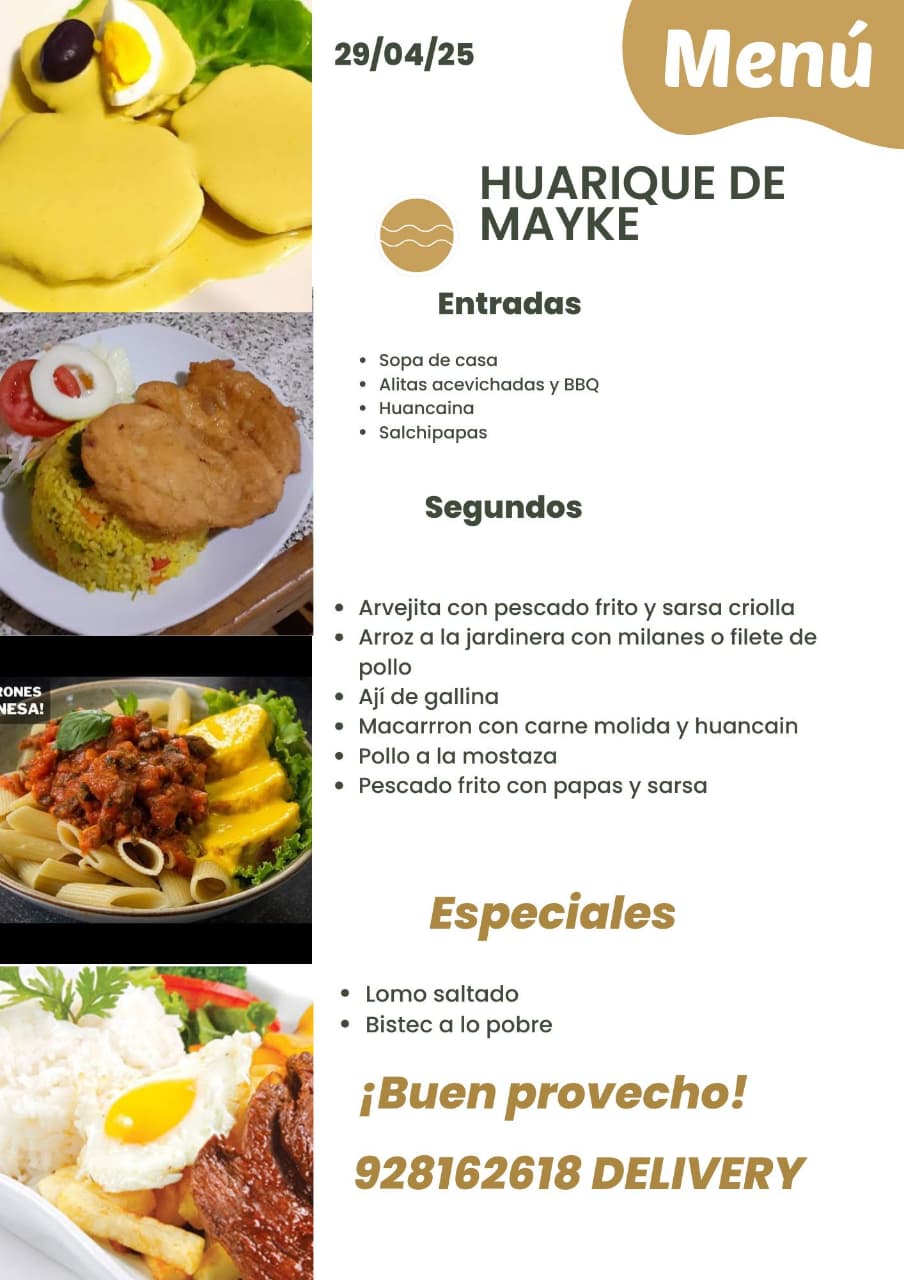 29/04/25
Menú
HUARIQUE DE
MAYKE
Entradas
• Sopa de casa
• Alitas acevichadas y BBQ
• Huancaina
• Salchipapas
Segundos
• Arvejita con pescado frito y sarsa criolla
• Arroz a la jardinera con milanes o filete de
pollo
• Ají de gallina
• Macarrron con carne molida y huancain
• Pollo a la mostaza
• Pescado frito con papas y sarsa
RONES
NESA!
Especiales
• Lomo saltado
• Bistec a lo pobre
¡Buen provecho!
928162618 DELIVERY